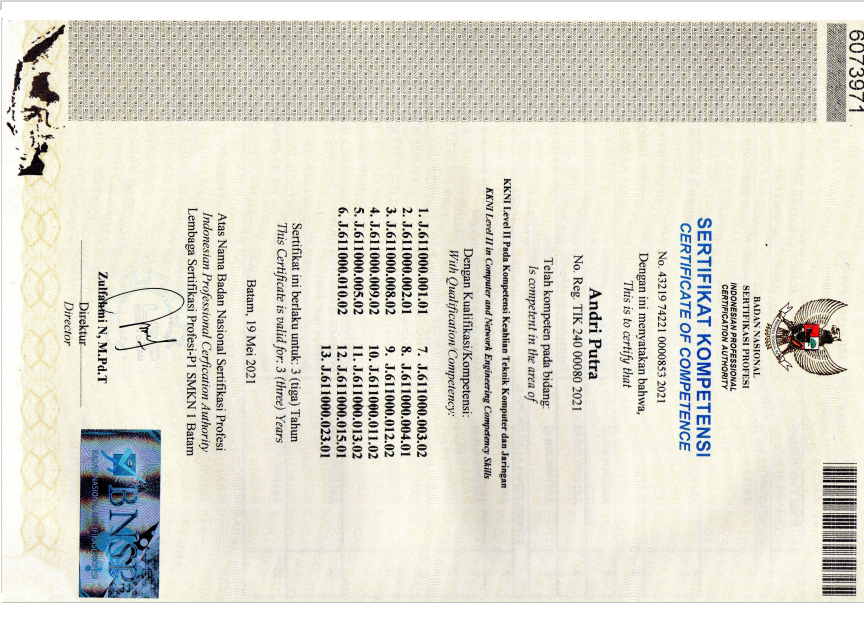 6073971
BADAN NASIONAL
SERTIFIKASI PROFESI
INDONESIAN PROFESSIONAL
CERTIFICATION AUTHORITY
SERTIFIKAT KOMPETENSI
CERTIFICATE OF COMPETENCE
No. 43219 74221 0000853 2021
Dengan ini menyatakan bahwa,
This is to certify that
Andri Putra
No. Reg. TIK 240 00080 2021
Telah kompeten pada bidang:
Is competent in the area of
KKNI Level II Pada Kompetensi Keahlian Teknik Komputer dan Jaringan
KKNI Level II in Computer and Network Engineering Competency Skills
Dengan Kualifikasi/Kompetensi:
With Qualification/Competency:
1. J.611000.001.01 7. J.611000.003.02
2. J.611000.002.01 8. J.611000.004.01
3. J.611000.008.02 9. J.611000.012.02
4. J.611000.009.02 10. J.611000.011.02
5. J.611000.005.02 11. J.611000.013.02
6. J.611000.010.02 12. J.611000.015.01
13. J.611000.023.01
Sertifikat ini berlaku untuk: 3 (tiga) Tahun
This Certificate is valid for: 3 (three) Years
Batam, 19 Mei 2021
Atas Nama Badan Nasional Sertifikasi Profesi
Indonesian Professional Cerfication Authority
Lembaga Sertifikasi Profesi-P1 SMKN 1 Batam
Zulfahmi N, M.Pd.T
Direktur
Director
BNSP